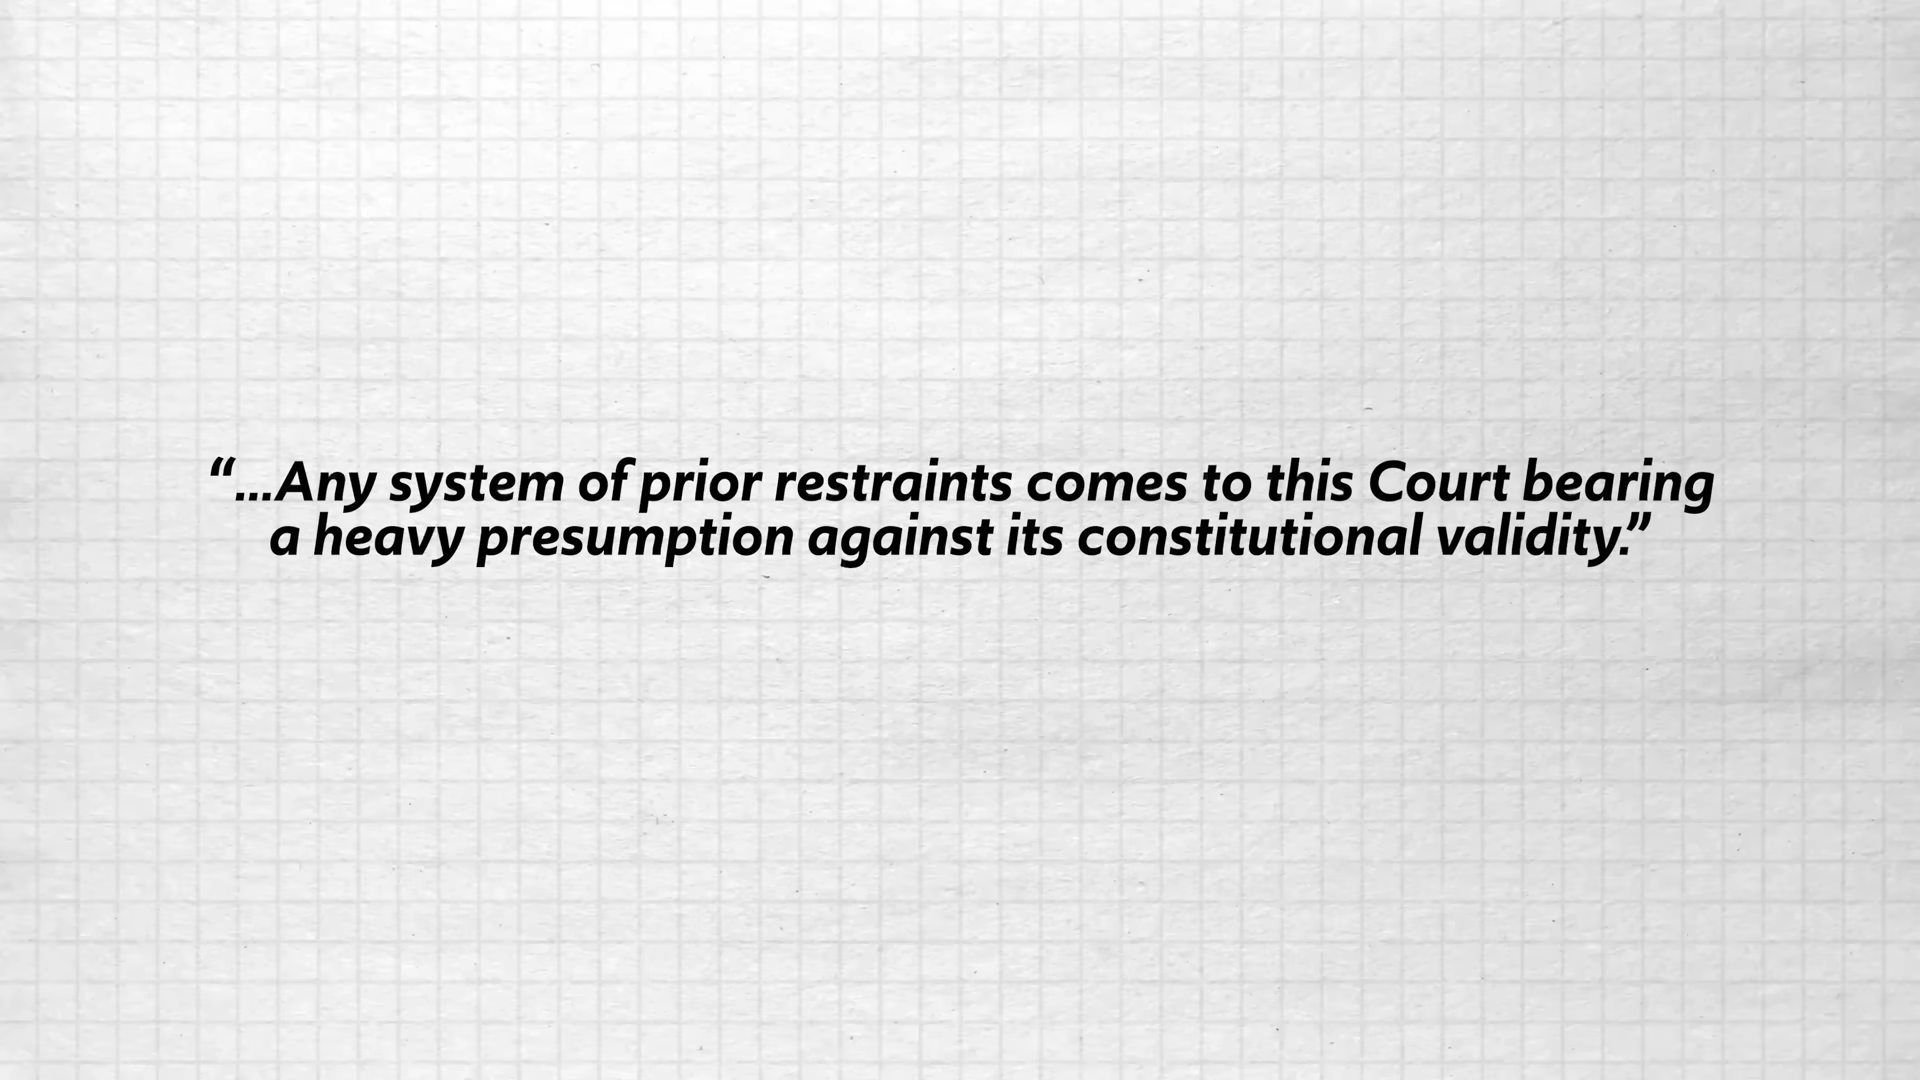 “...Any system of prior restraints comes to this Court bearing
a heavy presumption against its constitutional validity.”